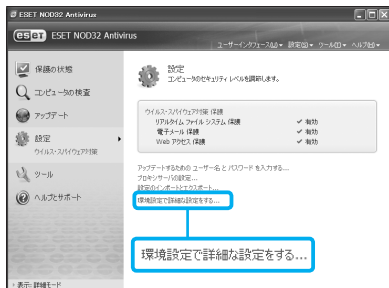 ESET NOD32 Antivirus
eset ESET NOD32 Antivirus
ユーザーインタフェース(U) 設定(S) ツール(T) ヘルプ(H)
保護の状態
コンピュータの検査
アップデート
設定
ウイルス・スパイウェア対策
ツール
ヘルプとサポート
表示: 詳細モード
設定
コンピュータのセキュリティ レベルを調節します。
ウイルス・スパイウェア対策 保護
リアルタイム ファイル システム 保護 有効
電子メール 保護 有効
Web アクセス 保護 有効
アップデートするための ユーザー名 と パスワード を入力する...
プロキシサーバの設定...
設定のインポートとエクスポート...
環境設定で詳細な設定をする...
環境設定で詳細な設定をする...